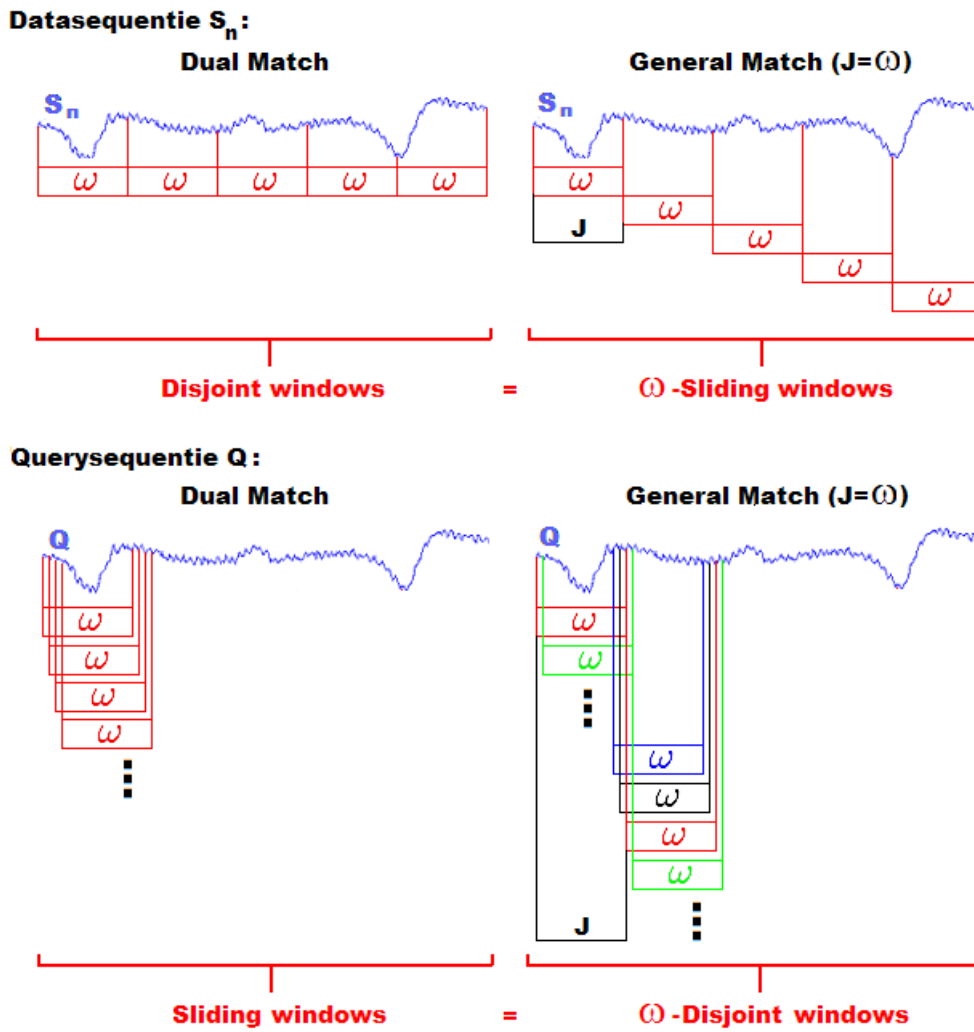 Datasequentie Sn:
Dual Match General Match (J=ω)
Sn Sn
ω ω ω ω ω ω
J ω
ω
ω
ω
Disjoint windows = ω-Sliding windows
Querysequentie Q:
Dual Match General Match (J=ω)
Q Q
ω ω
ω ω
ω
ω
ω
ω
ω
ω
J
Sliding windows = ω-Disjoint windows